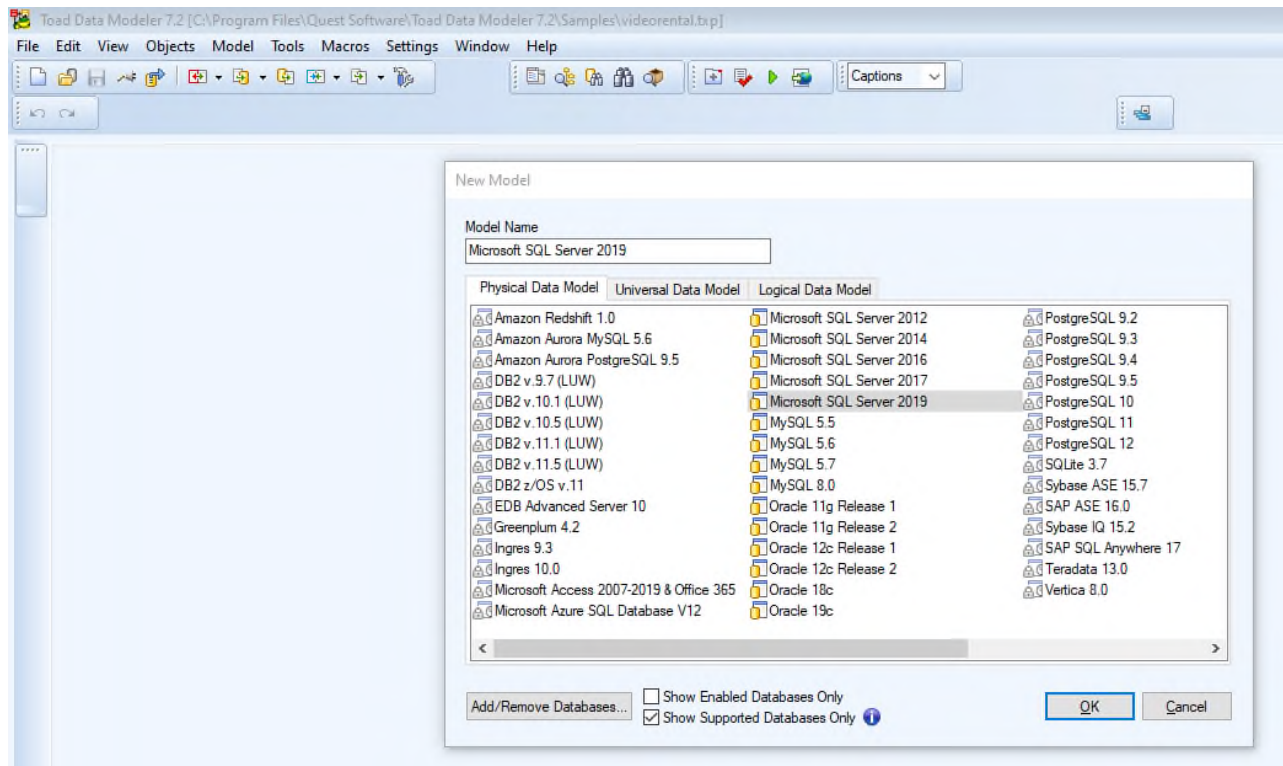 Toad Data Modeler 7.2 [C:\Program Files\Quest Software\Toad Data Modeler 7.2\Samples\videorental.txp]
File Edit View Objects Model Tools Macros Settings Window Help
Captions
New Model
Model Name
Microsoft SQL Server 2019
Physical Data Model Universal Data Model Logical Data Model
Amazon Redshift 1.0
Amazon Aurora MySQL 5.6
Amazon Aurora PostgreSQL 9.5
DB2 v.9.7 (LUW)
DB2 v.10.1 (LUW)
DB2 v.10.5 (LUW)
DB2 v.11.1 (LUW)
DB2 v.11.5 (LUW)
DB2 z/OS v.11
EDB Advanced Server 10
Greenplum 4.2
Ingres 9.3
Ingres 10.0
Microsoft Access 2007-2019 & Office 365
Microsoft Azure SQL Database V12
Microsoft SQL Server 2012
Microsoft SQL Server 2014
Microsoft SQL Server 2016
Microsoft SQL Server 2017
Microsoft SQL Server 2019
MySQL 5.5
MySQL 5.6
MySQL 5.7
MySQL 8.0
Oracle 11g Release 1
Oracle 11g Release 2
Oracle 12c Release 1
Oracle 12c Release 2
Oracle 18c
Oracle 19c
PostgreSQL 9.2
PostgreSQL 9.3
PostgreSQL 9.4
PostgreSQL 9.5
PostgreSQL 10
PostgreSQL 11
PostgreSQL 12
SQLite 3.7
Sybase ASE 15.7
SAP ASE 16.0
Sybase IQ 15.2
SAP SQL Anywhere 17
Teradata 13.0
Vertica 8.0
Add/Remove Databases...
Show Enabled Databases Only
Show Supported Databases Only
OK Cancel